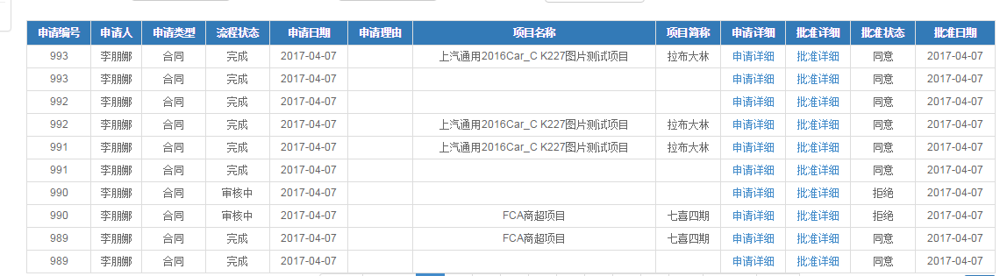 申请编号 申请人 申请类型 流程状态 申请日期 申请理由 项目名称 项目简称 申请详细 批准详细 批准状态 批准日期
993 李朋娜 合同 完成 2017-04-07 上汽通用2016Car_C K227图片测试项目 拉布大林 申请详细 批准详细 同意 2017-04-07
993 李朋娜 合同 完成 2017-04-07 申请详细 批准详细 同意 2017-04-07
992 李朋娜 合同 完成 2017-04-07 申请详细 批准详细 同意 2017-04-07
992 李朋娜 合同 完成 2017-04-07 上汽通用2016Car_C K227图片测试项目 拉布大林 申请详细 批准详细 同意 2017-04-07
991 李朋娜 合同 完成 2017-04-07 上汽通用2016Car_C K227图片测试项目 拉布大林 申请详细 批准详细 同意 2017-04-07
991 李朋娜 合同 完成 2017-04-07 申请详细 批准详细 同意 2017-04-07
990 李朋娜 合同 审核中 2017-04-07 申请详细 批准详细 拒绝 2017-04-07
990 李朋娜 合同 审核中 2017-04-07 FCA商超项目 七喜四期 申请详细 批准详细 拒绝 2017-04-07
989 李朋娜 合同 完成 2017-04-07 FCA商超项目 七喜四期 申请详细 批准详细 同意 2017-04-07
989 李朋娜 合同 完成 2017-04-07 申请详细 批准详细 同意 2017-04-07